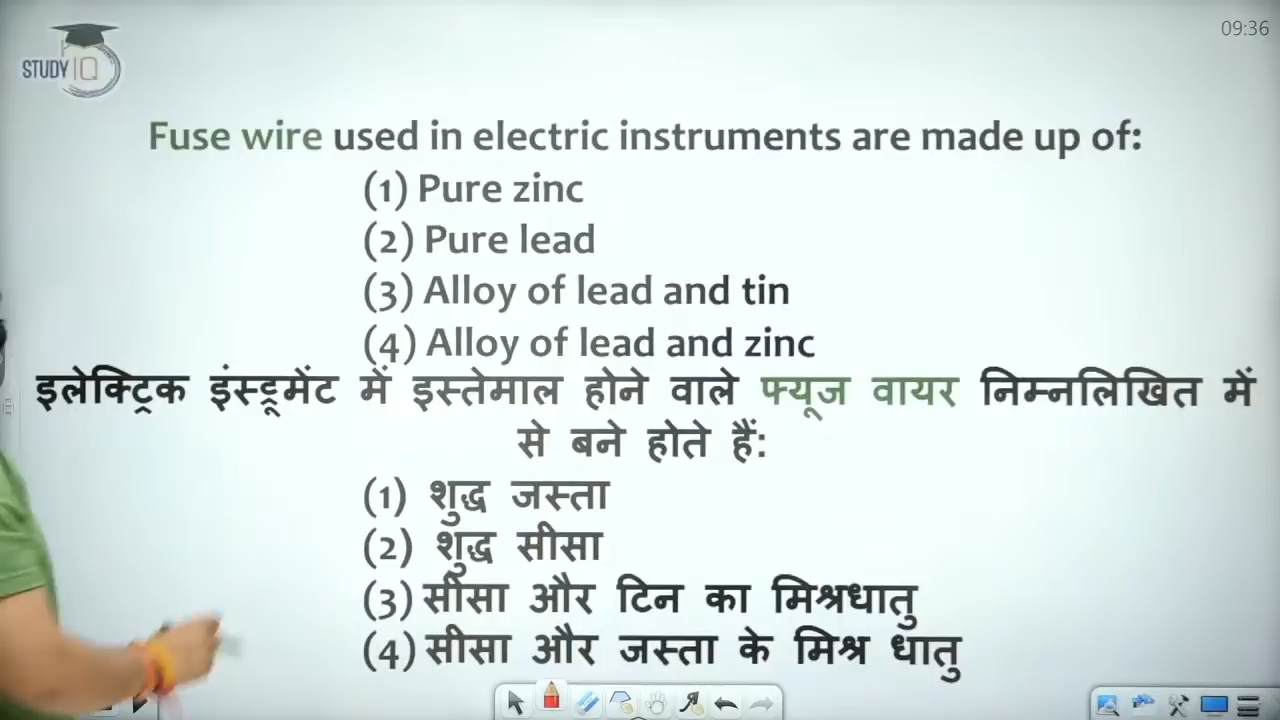 09:36
STUDY IQ
Fuse wire used in electric instruments are made up of:
(1) Pure zinc
(2) Pure lead
(3) Alloy of lead and tin
(4) Alloy of lead and zinc
इलेक्ट्रिक इंस्ट्रूमेंट में इस्तेमाल होने वाले फ्यूज वायर निम्नलिखित में
से बने होते हैं:
(1) शुद्ध जस्ता
(2) शुद्ध सीसा
(3) सीसा और टिन का मिश्रधातु
(4) सीसा और जस्ता के मिश्र धातु